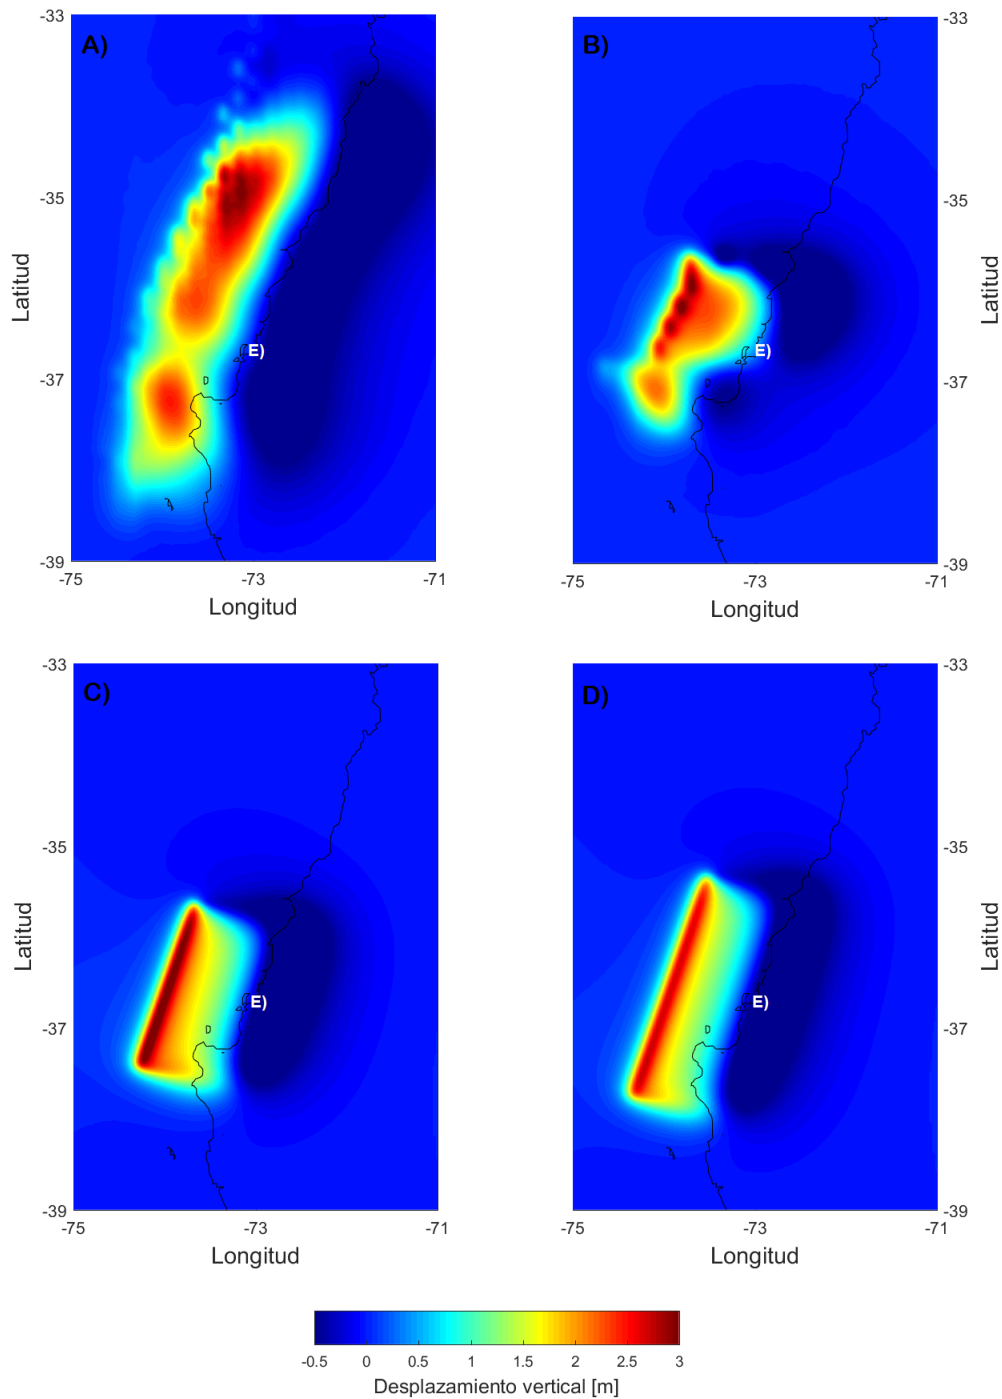 -33
A)
B)
-33
-35
-35
Latitud
Latitud
E)
E)
-37
-37
-39
-39
-75
-73
-71
-75
-73
-71
Longitud
Longitud
-33
C)
D)
-33
-35
-35
Latitud
Latitud
E)
E)
-37
-37
-39
-39
-75
-73
-71
-75
-73
-71
Longitud
Longitud
-0.5
0
0.5
1
1.5
2
2.5
3
Desplazamiento vertical [m]